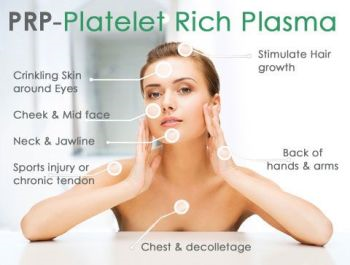 PRP-Platelet Rich Plasma
Stimulate Hair
growth
Crinkling Skin
around Eyes
Cheek & Mid face
Neck & Jawline
Sports injury or
chronic tendon
Back of
hands & arms
Chest & decolletage